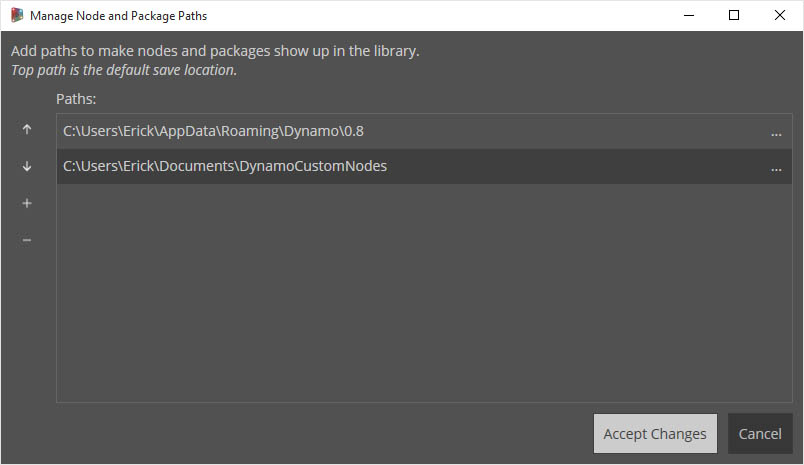 Manage Node and Package Paths
Add paths to make nodes and packages show up in the library.
Top path is the default save location.
Paths:
C:\Users\Erick\AppData\Roaming\Dynamo\0.8 ...
C:\Users\Erick\Documents\DynamoCustomNodes ...
Accept Changes Cancel